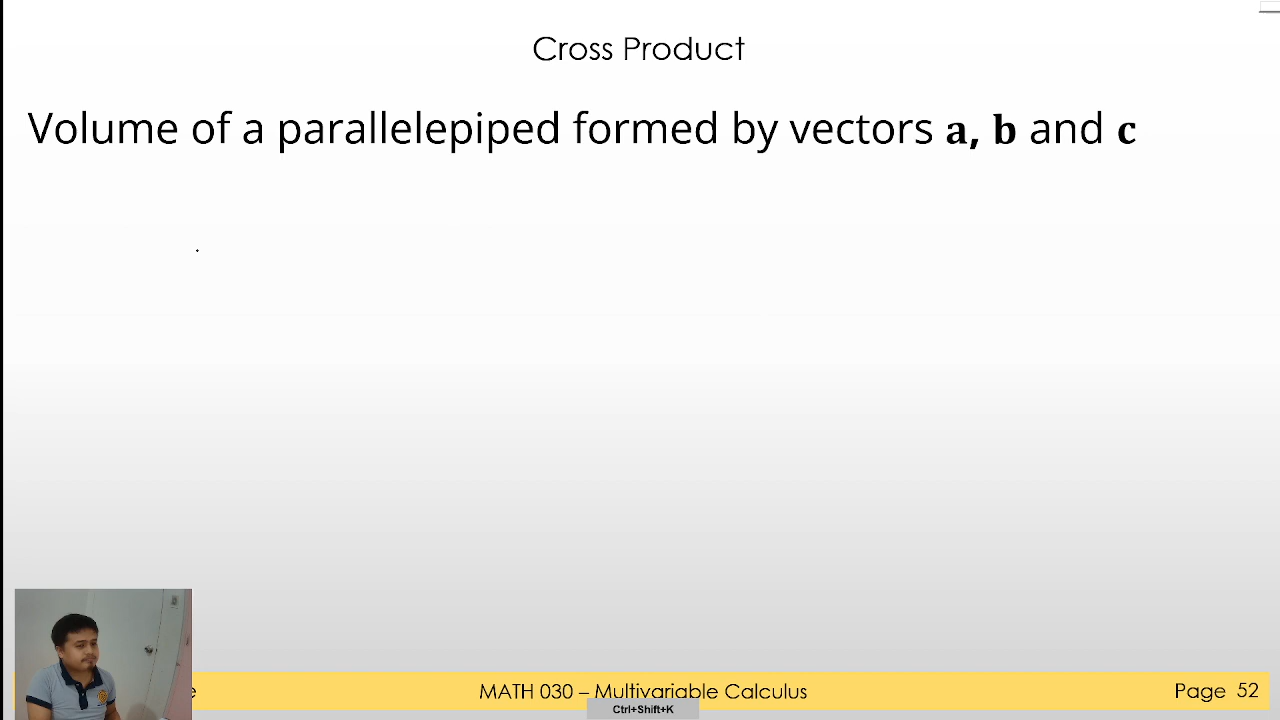 Cross Product
Volume of a parallelepiped formed by vectors a, b and c
e
MATH 030 – Multivariable Calculus
Page 52
Ctrl+Shift+K